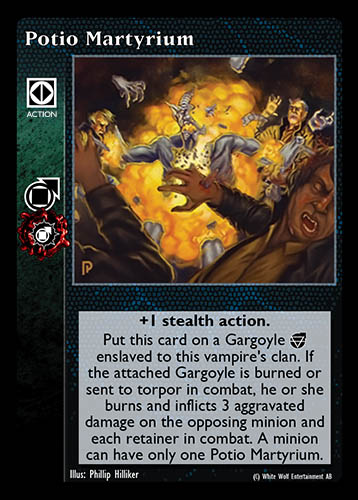 Potio Martyrium
ACTION
+1 stealth action.
Put this card on a Gargoyle
enslaved to this vampire's clan. If
the attached Gargoyle is burned or
sent to torpor in combat, he or she
burns and inflicts 3 aggravated
damage on the opposing minion and
each retainer in combat. A minion
can have only one Potio Martyrium.
Illus: Phillip Hilliker
(C) White Wolf Entertainment AB